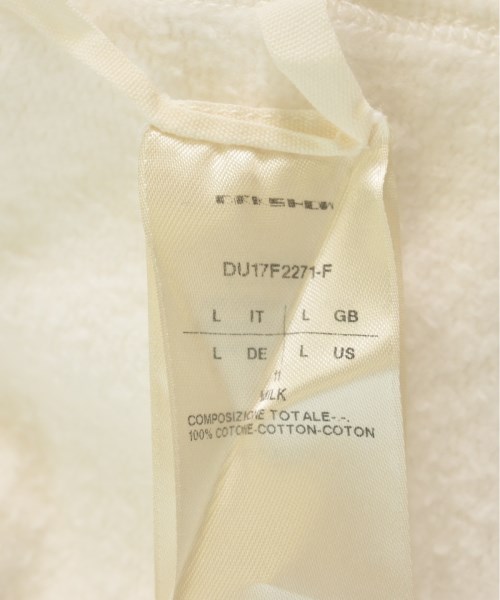 DU17F2271-F
L IT L GB
L DE L US
11
MILK
COMPOSIZIONE TOTALE-.-.
100% COTONE-COTTON-COTON